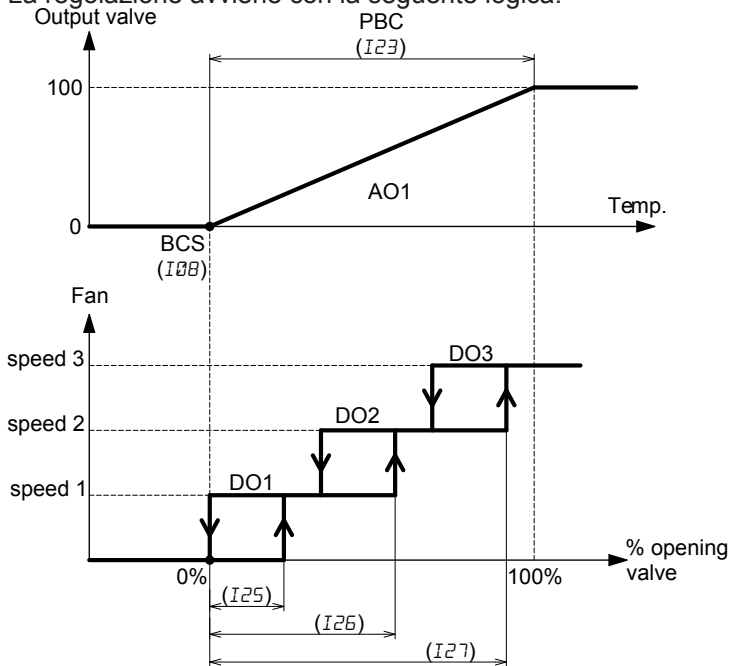 La regolazione avviene con la seguente logica:
Output valve
PBC
(I23)
100
AO1
Temp.
0
BCS
(I08)
Fan
speed 3
DO3
speed 2
DO2
speed 1
DO1
% opening
valve
0%
100%
(I25)
(I26)
(I27)